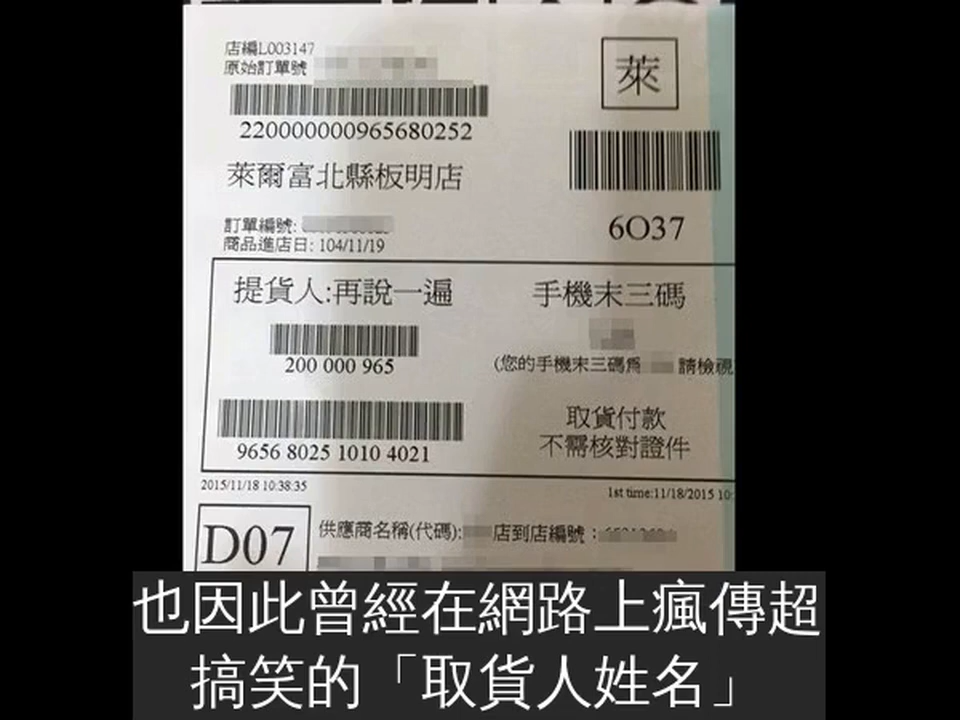 店編L003147
原始訂單號
萊
220000000965680252
萊爾富北縣板明店
6O37
訂單編號:
商品進店日: 104/11/19
提貨人:再說一遍
手機末三碼
200 000 965
(您的手機末三碼為 請檢視
取貨付款
不需核對證件
9656 8025 1010 4021
2015/11/18 10:38:35
1st time:11/18/2015 10:
D07
供應商名稱(代碼): 店到店編號：
也因此曾經在網路上瘋傳超
搞笑的「取貨人姓名」